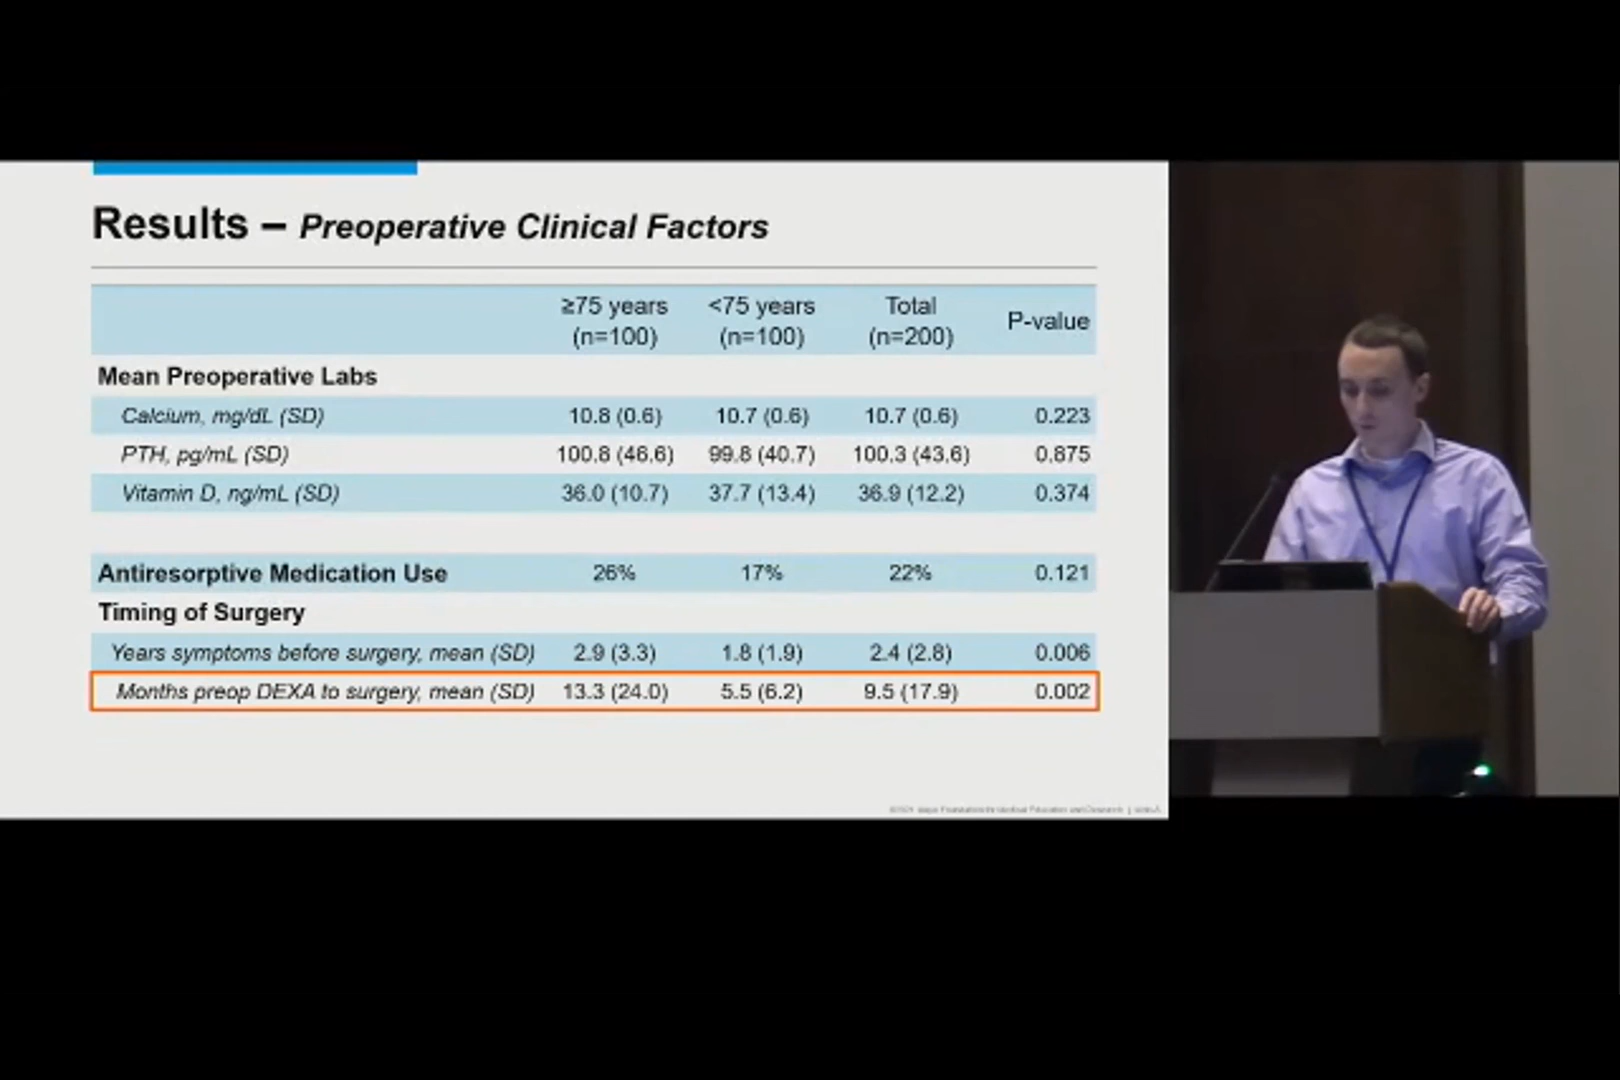 Results – Preoperative Clinical Factors
≥75 years (n=100) <75 years (n=100) Total (n=200) P-value
Mean Preoperative Labs
Calcium, mg/dL (SD) 10.8 (0.6) 10.7 (0.6) 10.7 (0.6) 0.223
PTH, pg/mL (SD) 100.8 (46.6) 99.8 (40.7) 100.3 (43.6) 0.875
Vitamin D, ng/mL (SD) 36.0 (10.7) 37.7 (13.4) 36.9 (12.2) 0.374
Antiresorptive Medication Use 26% 17% 22% 0.121
Timing of Surgery
Years symptoms before surgery, mean (SD) 2.9 (3.3) 1.8 (1.9) 2.4 (2.8) 0.006
Months preop DEXA to surgery, mean (SD) 13.3 (24.0) 5.5 (6.2) 9.5 (17.9) 0.002